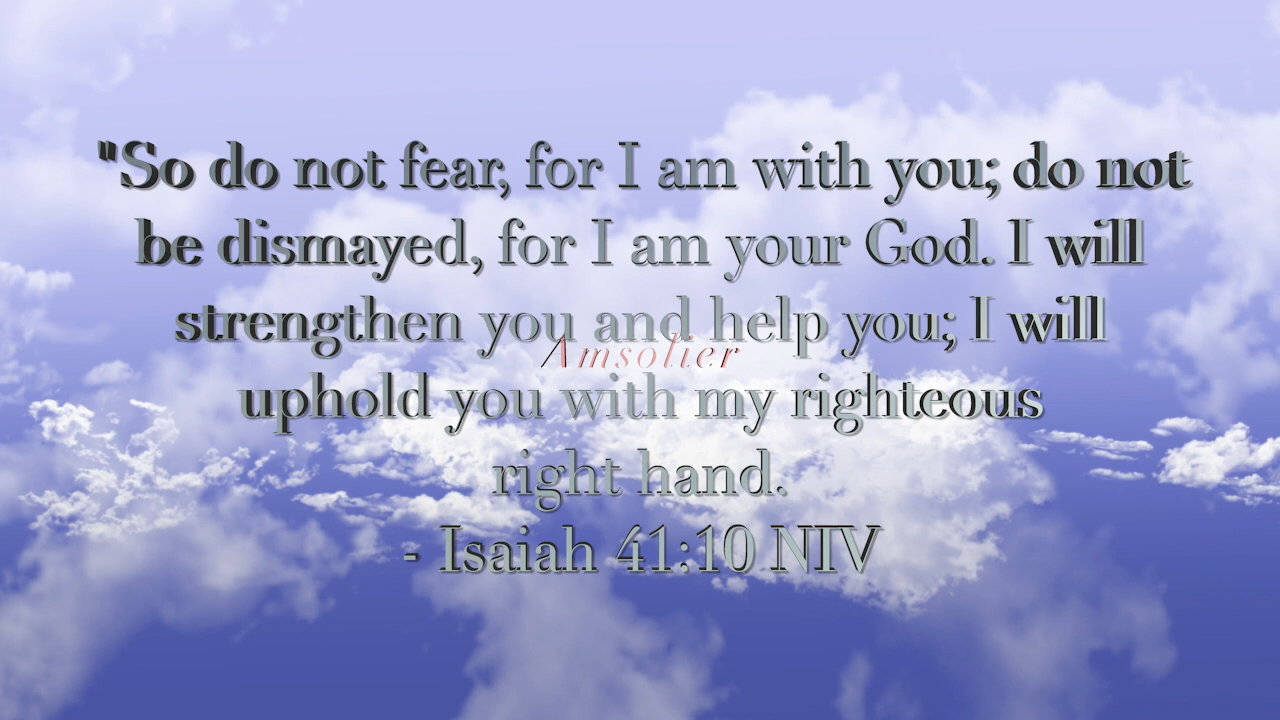 "So do not fear, for I am with you; do not
be dismayed, for I am your God. I will
strengthen you and help you; I will
Amsolier
uphold you with my righteous
right hand.
- Isaiah 41:10 NIV